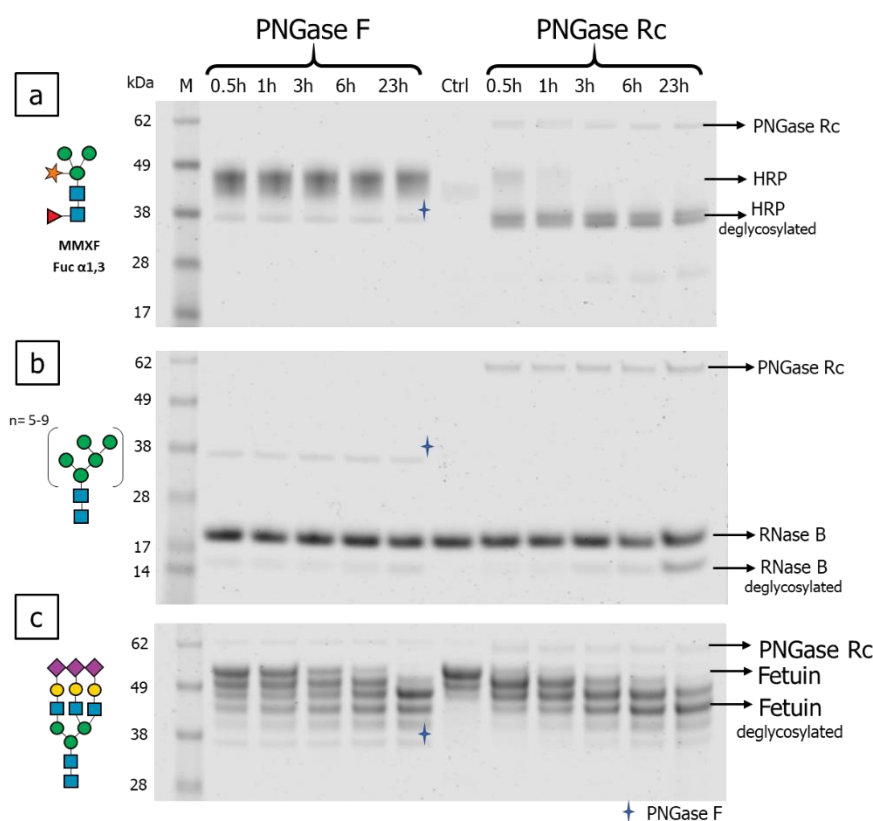 PNGase F PNGase Rc
kDa M 0.5h 1h 3h 6h 23h Ctrl 0.5h 1h 3h 6h 23h
a
62
49
38
28
17
PNGase Rc
HRP
HRP
deglycosylated
MMXF
Fuc α1,3
b
n= 5-9
62
49
38
28
17
14
PNGase Rc
RNase B
RNase B
deglycosylated
c
62
49
38
28
PNGase Rc
Fetuin
Fetuin
deglycosylated
PNGase F